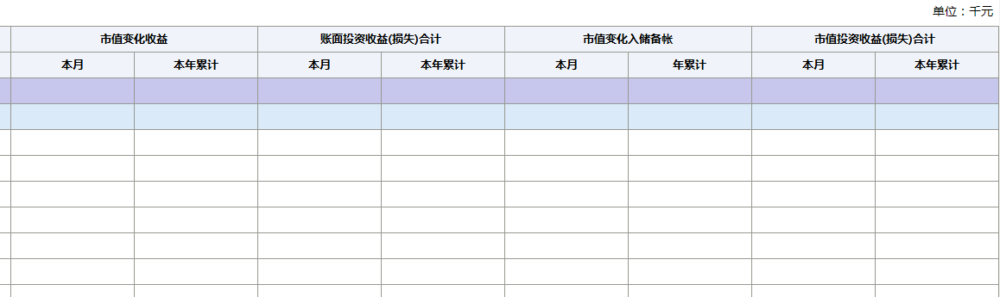 单位：千元
市值变化收益 账面投资收益(损失)合计 市值变化入储备帐 市值投资收益(损失)合计
本月 本年累计 本月 本年累计 本月 年累计 本月 本年累计